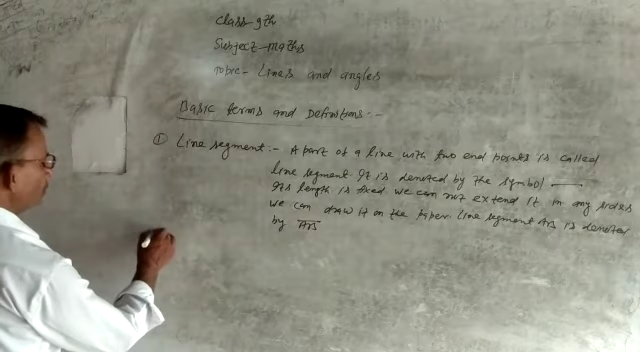 class-9th
Subject-maths
Topic- Lines and angles
Basic terms and Definitions:-
① Line segment:- A part of a line with two end points is called
line segment. It is denoted by the symbol —.
Its length is fixed. we can not extend it in any sides
we can draw it on the paper. Line segment AB is denoted
by A̅B̅